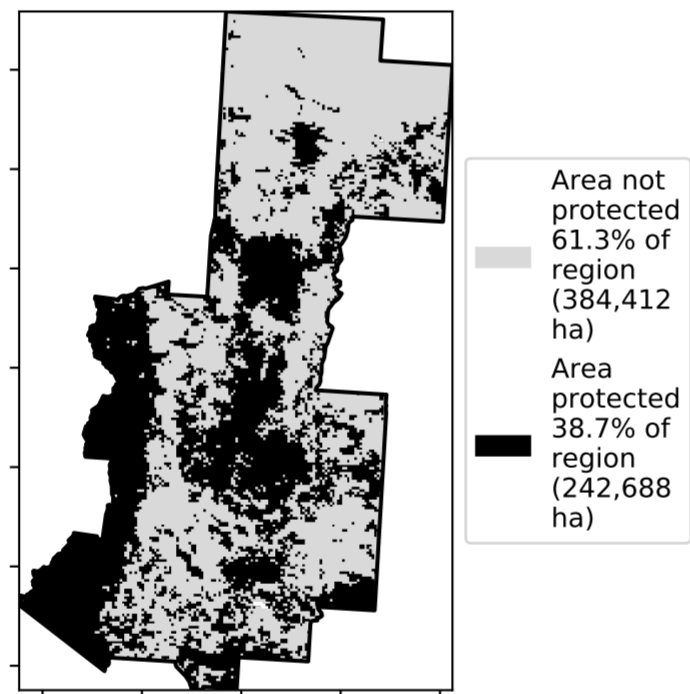 Area not
protected
61.3% of
region
(384,412
ha)
Area
protected
38.7% of
region
(242,688
ha)